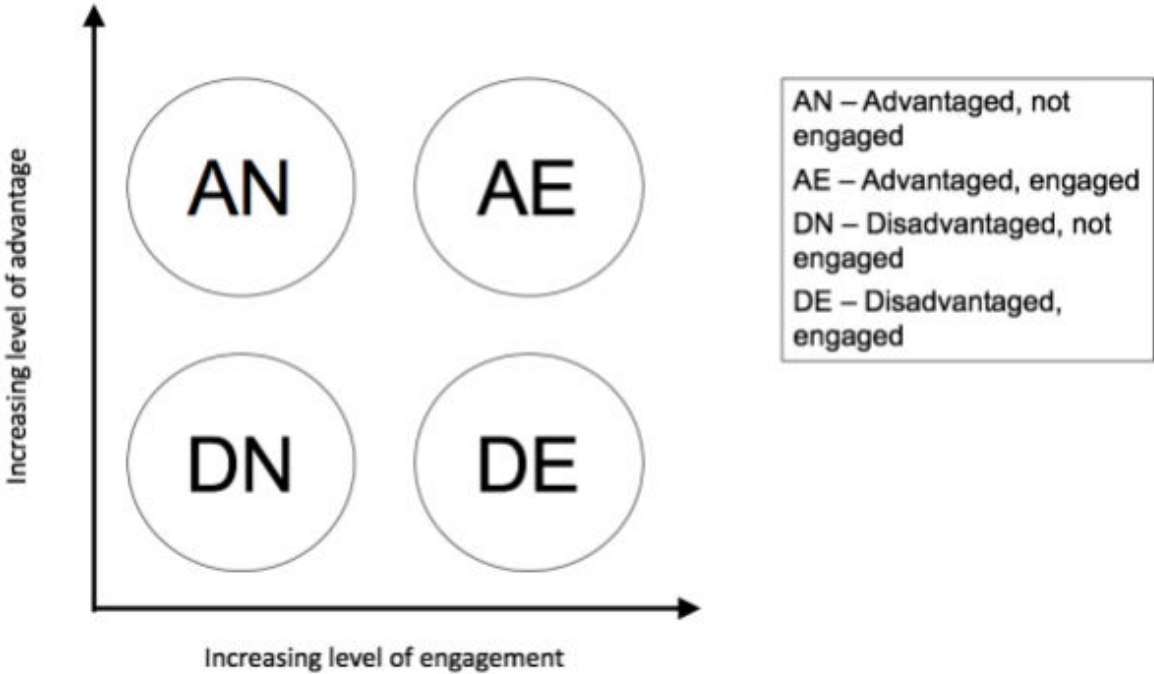 Increasing level of advantage
AN
AE
DN
DE
Increasing level of engagement
AN – Advantaged, not
engaged
AE – Advantaged, engaged
DN – Disadvantaged, not
engaged
DE – Disadvantaged,
engaged